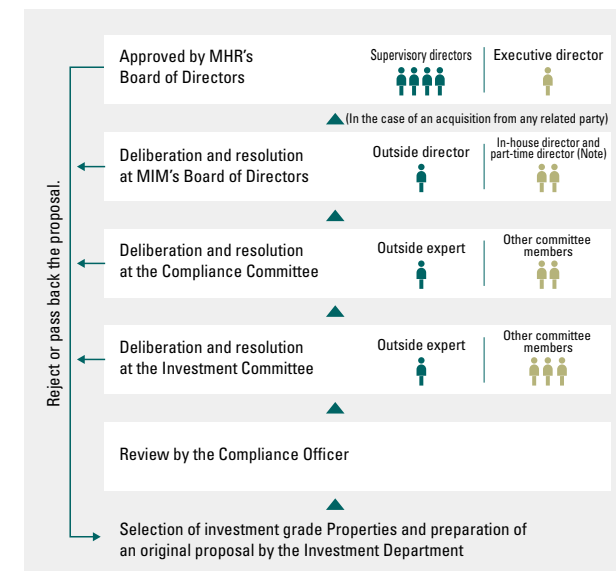 Approved by MHR's
Board of Directors
Supervisory directors
Executive director
(In the case of an acquisition from any related party)
Deliberation and resolution
at MIM's Board of Directors
Outside director
In-house director and
part-time director (Note)
Deliberation and resolution
at the Compliance Committee
Outside expert
Other committee
members
Deliberation and resolution
at the Investment Committee
Outside expert
Other committee
members
Review by the Compliance Officer
Selection of investment grade Properties and preparation of
an original proposal by the Investment Department
Reject or pass back the proposal.